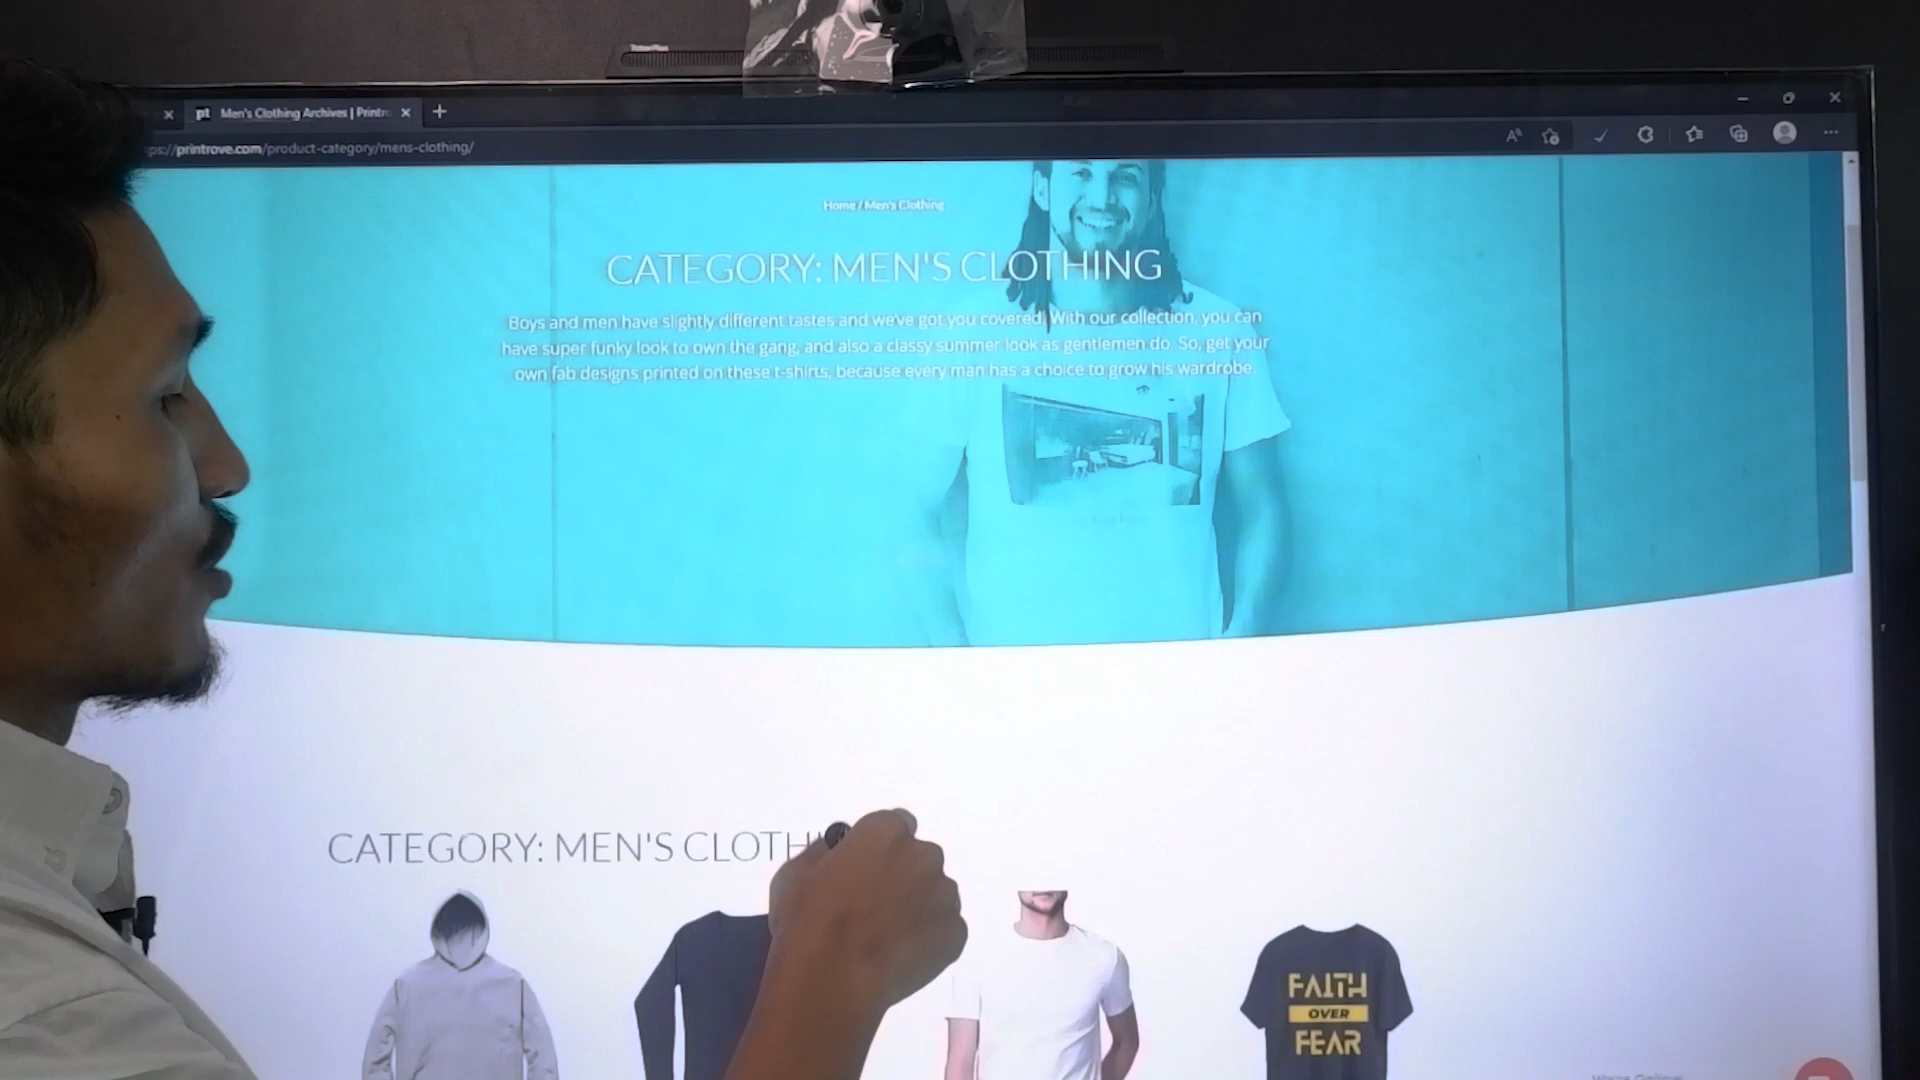 pt Men's Clothing Archives | Printro
ps://printrove.com/product-category/mens-clothing/
Home / Men's Clothing
CATEGORY: MEN'S CLOTHING
Boys and men have slightly different tastes and we've got you covered. With our collection, you can
have super funky look to own the gang, and also a classy summer look as gentlemen do. So, get your
own fab designs printed on these t-shirts, because every man has a choice to grow his wardrobe.
CATEGORY: MEN'S CLOTH
FAITH
OVER
FEAR